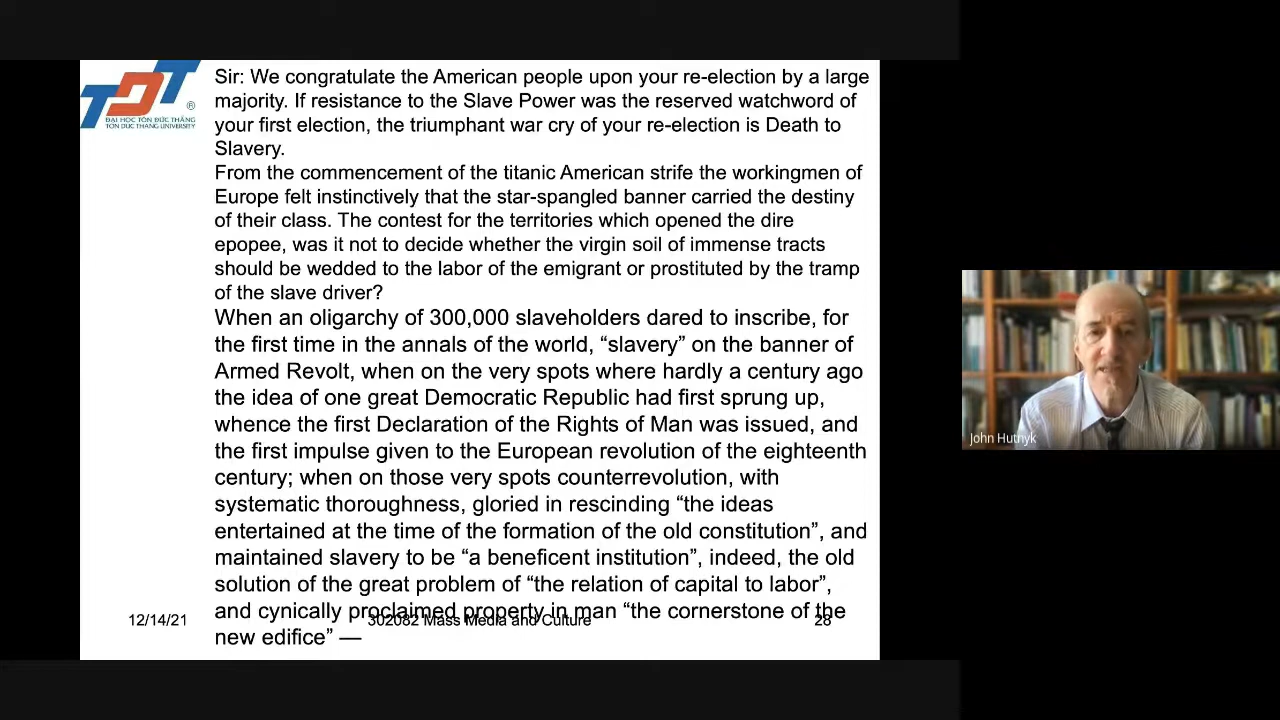 TDT
®
ĐẠI HỌC TÔN ĐỨC THẮNG
TON DUC THANG UNIVERSITY
Sir: We congratulate the American people upon your re-election by a large
majority. If resistance to the Slave Power was the reserved watchword of
your first election, the triumphant war cry of your re-election is Death to
Slavery.
From the commencement of the titanic American strife the workingmen of
Europe felt instinctively that the star-spangled banner carried the destiny
of their class. The contest for the territories which opened the dire
epopee, was it not to decide whether the virgin soil of immense tracts
should be wedded to the labor of the emigrant or prostituted by the tramp
of the slave driver?
When an oligarchy of 300,000 slaveholders dared to inscribe, for
the first time in the annals of the world, “slavery” on the banner of
Armed Revolt, when on the very spots where hardly a century ago
the idea of one great Democratic Republic had first sprung up,
whence the first Declaration of the Rights of Man was issued, and
the first impulse given to the European revolution of the eighteenth
century; when on those very spots counterrevolution, with
systematic thoroughness, gloried in rescinding “the ideas
entertained at the time of the formation of the old constitution”, and
maintained slavery to be “a beneficent institution”, indeed, the old
solution of the great problem of “the relation of capital to labor”,
and cynically proclaimed property in man “the cornerstone of the
new edifice” —
12/14/21
302082 Mass Media and Culture
28
John Hutnyk